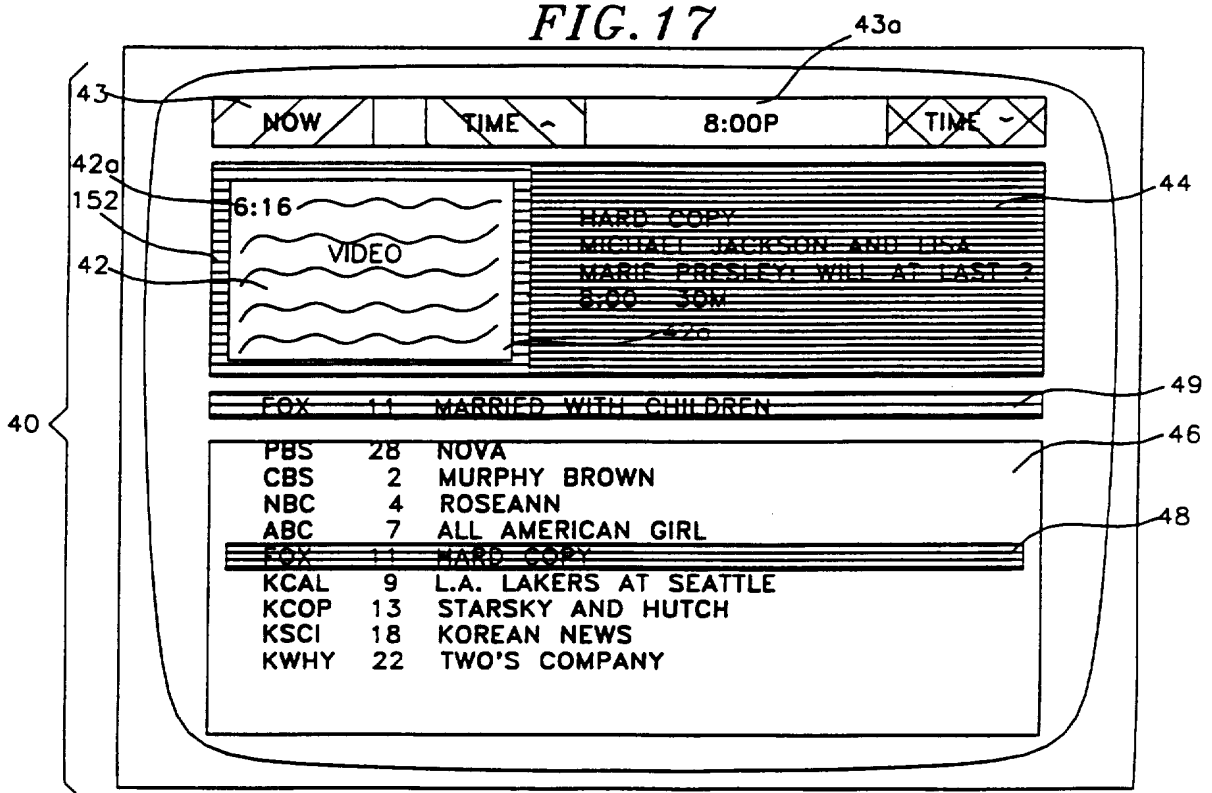 FIG. 17
43a
43
NOW TIME ~ 8:00P TIME ~
42a
152
42
6:16
VIDEO
44
HARD COPY
MICHAEL JACKSON AND LISA
MARIE PRESLEY: WILL AT LAST ?
8:00 30M
42a
49
FOX 11 MARRIED WITH CHILDREN
40
46
PBS 28 NOVA
CBS 2 MURPHY BROWN
NBC 4 ROSEANN
ABC 7 ALL AMERICAN GIRL
48
FOX 11 HARD COPY
KCAL 9 L.A. LAKERS AT SEATTLE
KCOP 13 STARSKY AND HUTCH
KSCI 18 KOREAN NEWS
KWHY 22 TWO'S COMPANY